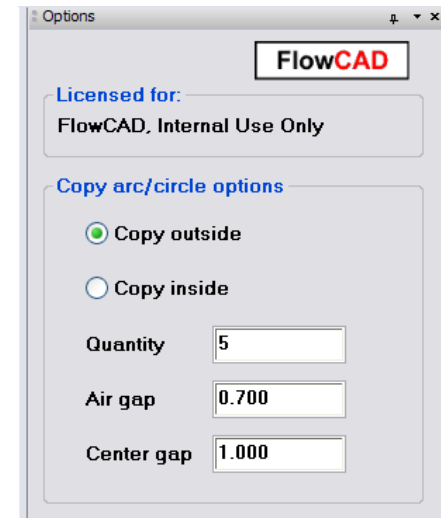 Options
FlowCAD
Licensed for:
FlowCAD, Internal Use Only
Copy arc/circle options
Copy outside
Copy inside
Quantity 5
Air gap 0.700
Center gap 1.000